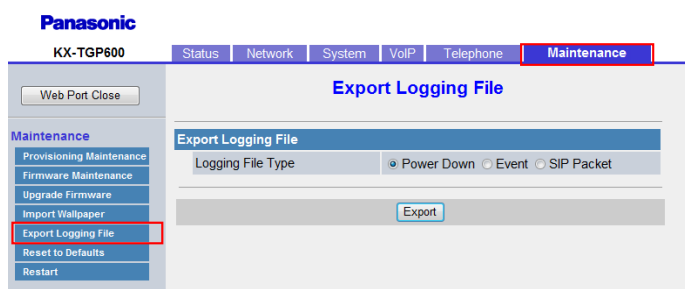 Panasonic
KX-TGP600
Status Network System VoIP Telephone Maintenance
Web Port Close
Export Logging File
Maintenance
Provisioning Maintenance
Firmware Maintenance
Upgrade Firmware
Import Wallpaper
Export Logging File
Reset to Defaults
Restart
Export Logging File
Logging File Type Power Down Event SIP Packet
Export